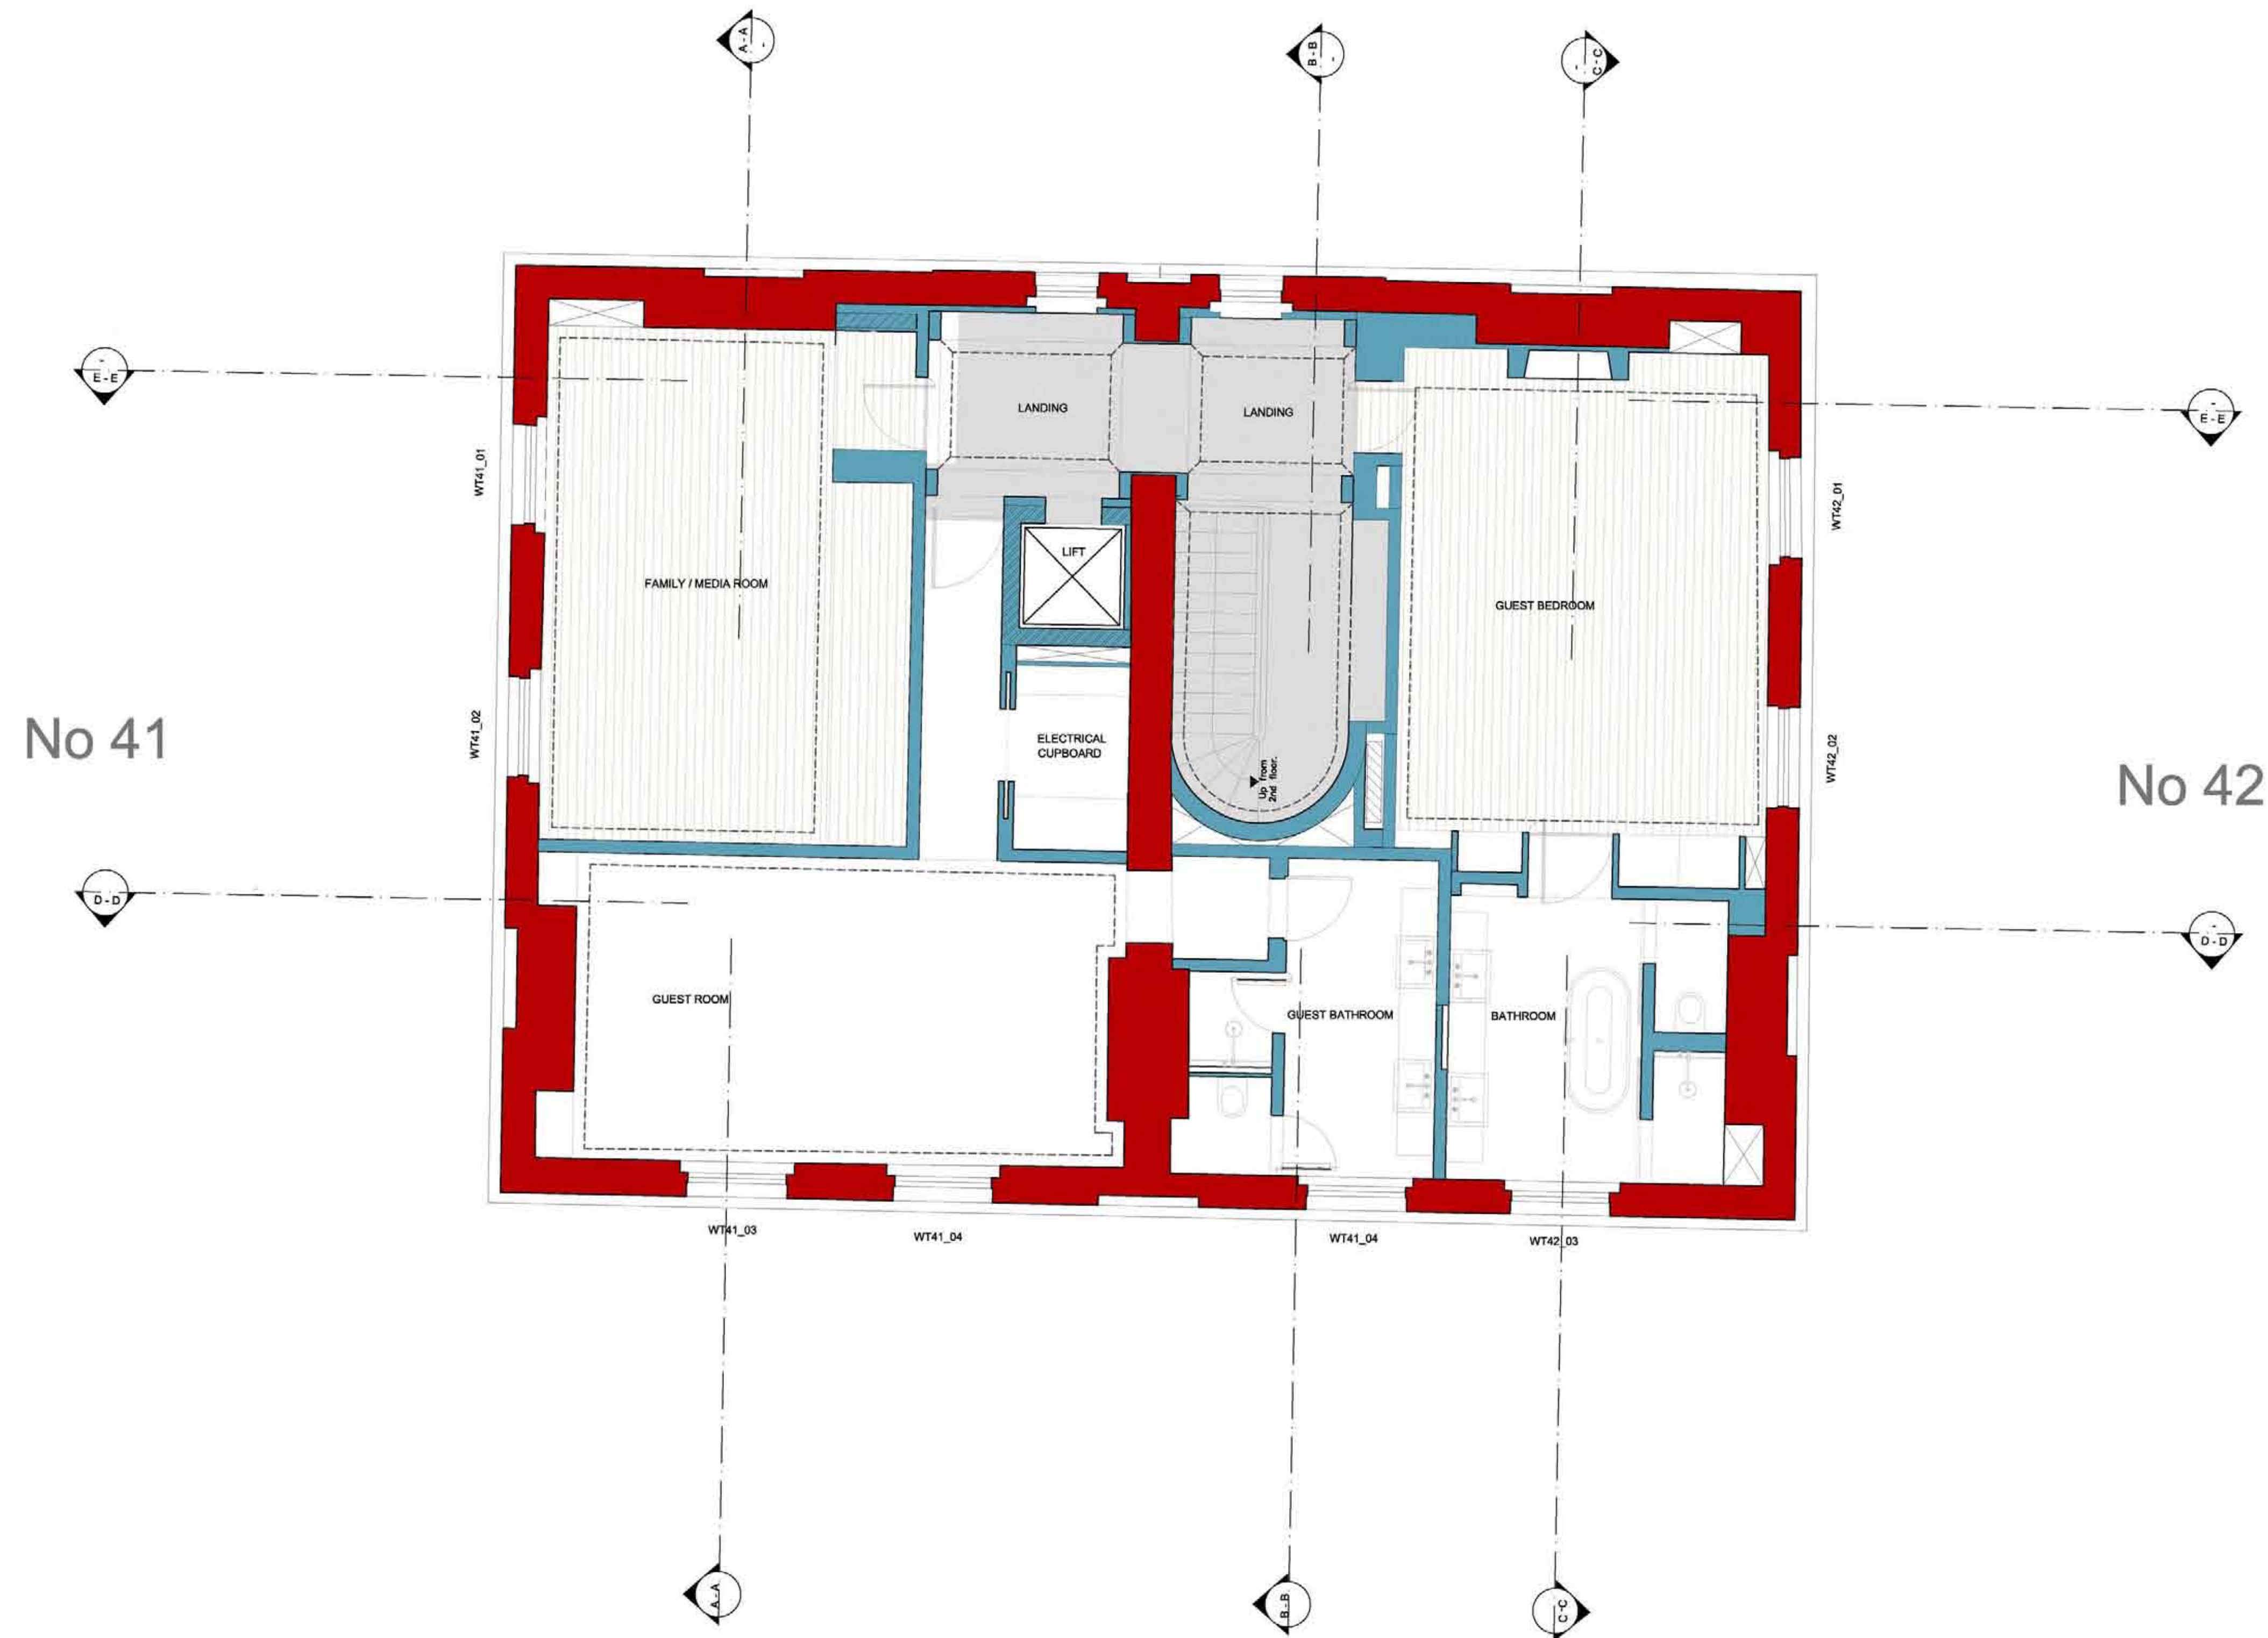 A-A
-
B-B
-
-
C-C
-
E-E
-
E-E
LANDING
LANDING
WT41_01
WT42_01
LIFT
FAMILY / MEDIA ROOM
GUEST BEDROOM
No 41
WT41_02
ELECTRICAL
CUPBOARD
Up from
2nd floor.
WT42_02
No 42
-
D-D
-
D-D
GUEST ROOM
GUEST BATHROOM
BATHROOM
WT41_03
WT41_04
WT41_04
WT42_03
A-A
B-B
C-C